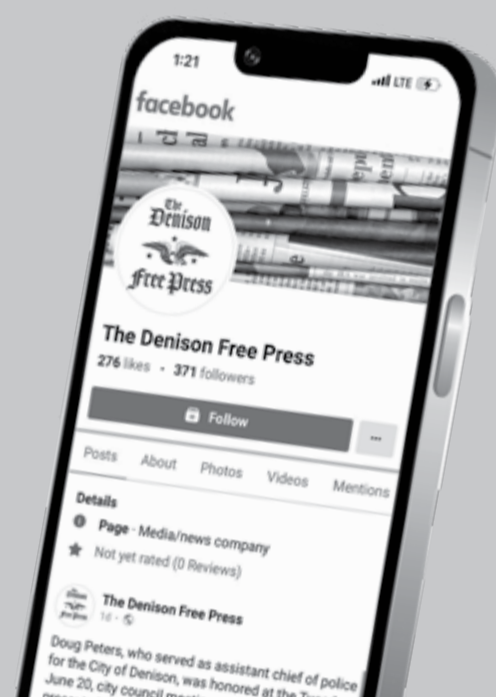 1:21
LTE
facebook
The
Denison
Free Press
The Denison Free Press
276 likes • 371 followers
Follow
...
Posts About Photos Videos Mentions
Details
Page · Media/news company
Not yet rated (0 Reviews)
The Denison Free Press
1d
Doug Peters, who served as assistant chief of police
for the City of Denison, was honored at the
June 20, city council